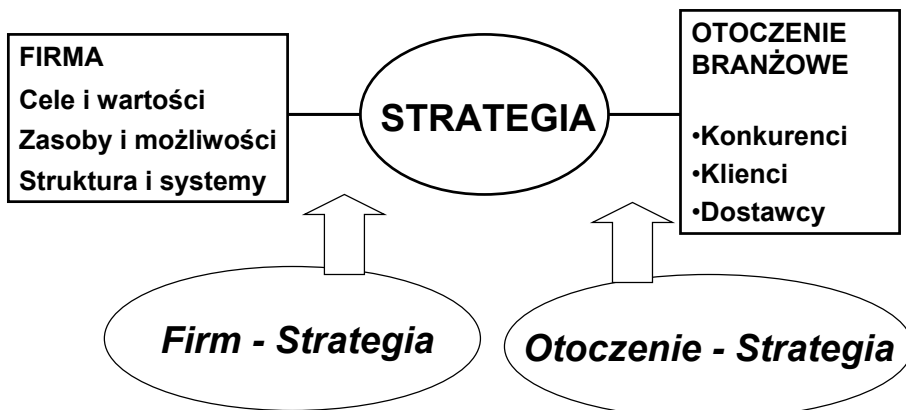 FIRMA
Cele i wartości
Zasoby i możliwości
Struktura i systemy
STRATEGIA
OTOCZENIE
BRANŻOWE
•Konkurenci
•Klienci
•Dostawcy
Firm - Strategia
Otoczenie - Strategia